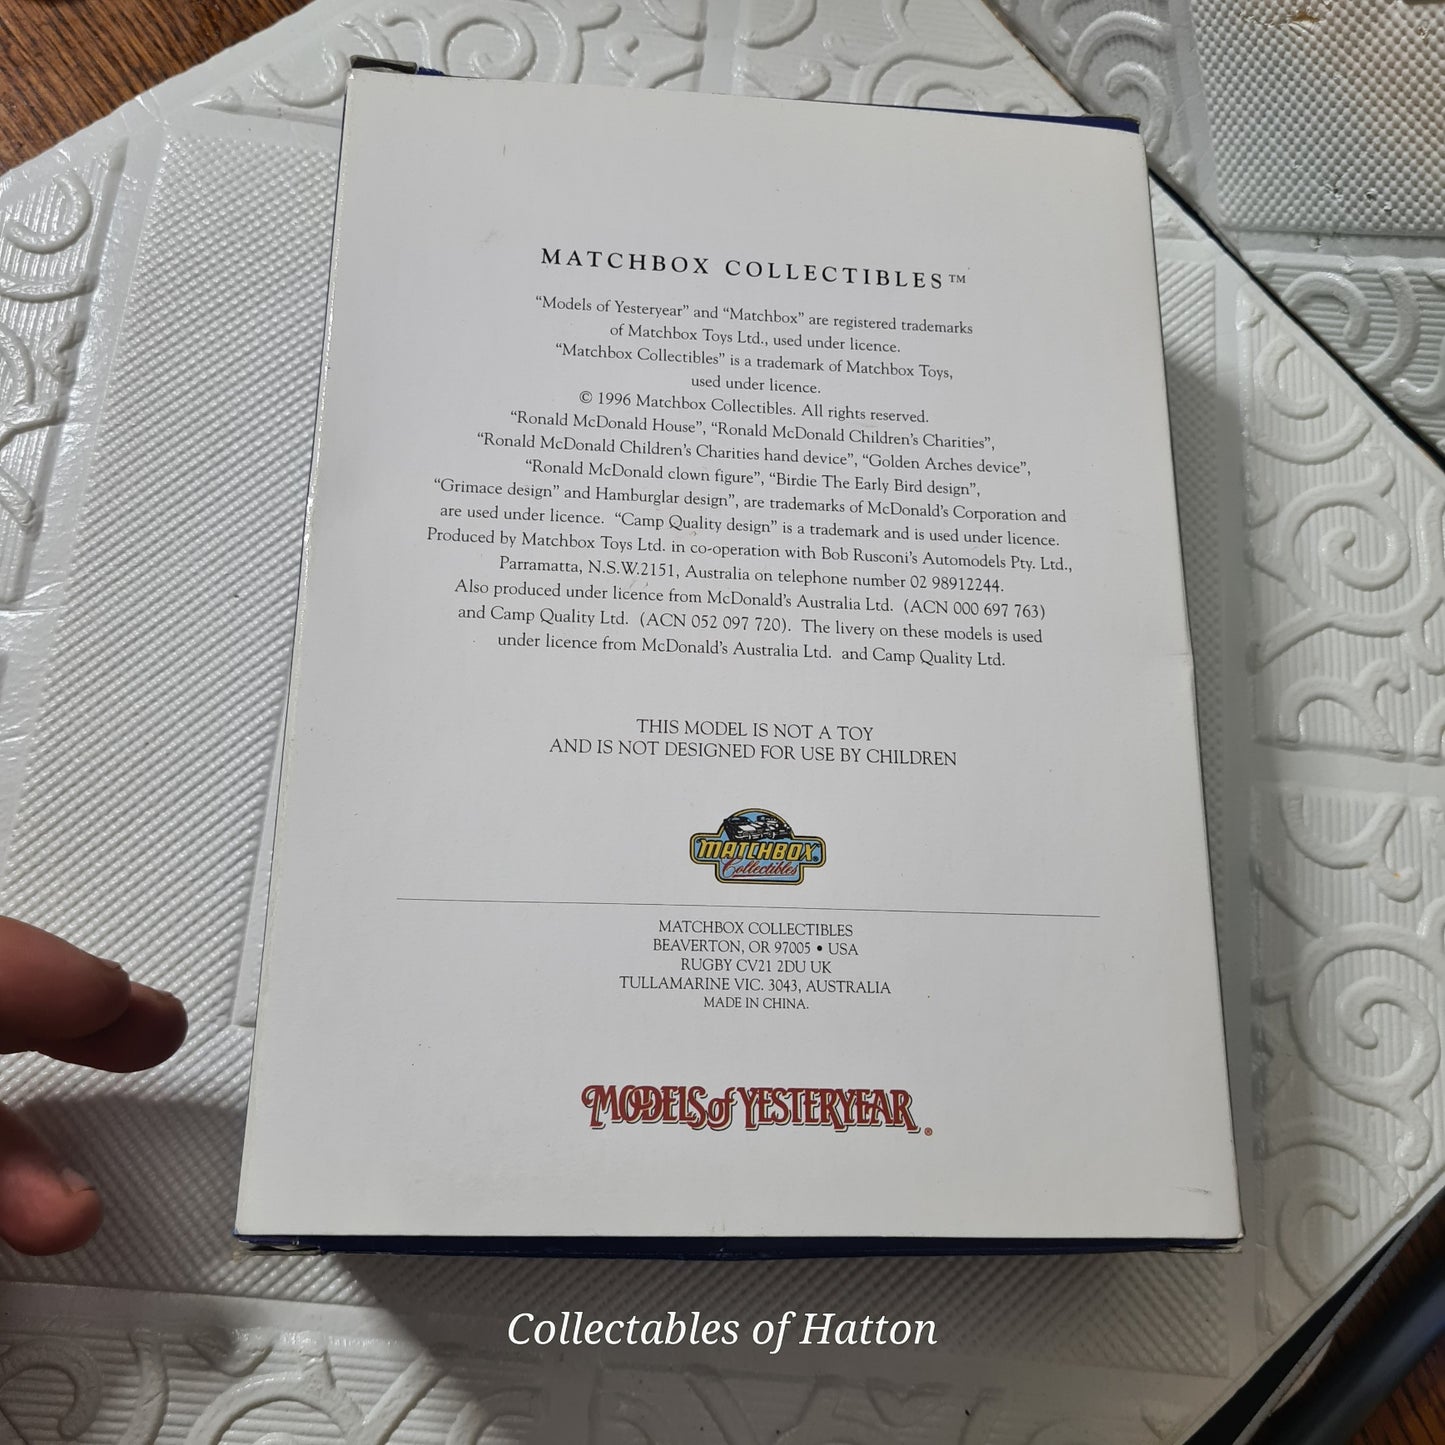 MATCHBOX COLLECTIBLES™
“Models of Yesteryear” and “Matchbox” are registered trademarks
of Matchbox Toys Ltd., used under licence.
“Matchbox Collectibles” is a trademark of Matchbox Toys,
used under licence.
© 1996 Matchbox Collectibles. All rights reserved.
“Ronald McDonald House”, “Ronald McDonald Children’s Charities”,
“Ronald McDonald Children’s Charities hand device”, “Golden Arches device”,
“Ronald McDonald clown figure”, “Birdie The Early Bird design”,
“Grimace design” and Hamburglar design”, are trademarks of McDonald’s Corporation and
are used under licence. “Camp Quality design” is a trademark and is used under licence.
Produced by Matchbox Toys Ltd. in co-operation with Bob Rusconi’s Automodels Pty. Ltd.,
Parramatta, N.S.W.2151, Australia on telephone number 02 98912244.
Also produced under licence from McDonald’s Australia Ltd. (ACN 000 697 763)
and Camp Quality Ltd. (ACN 052 097 720). The livery on these models is used
under licence from McDonald’s Australia Ltd. and Camp Quality Ltd.
THIS MODEL IS NOT A TOY
AND IS NOT DESIGNED FOR USE BY CHILDREN
MATCHBOX®
Collectibles
MATCHBOX COLLECTIBLES
BEAVERTON, OR 97005 • USA
RUGBY CV21 2DU UK
TULLAMARINE VIC. 3043, AUSTRALIA
MADE IN CHINA.
MODELS of YESTERYEAR®
Collectables of Hatton